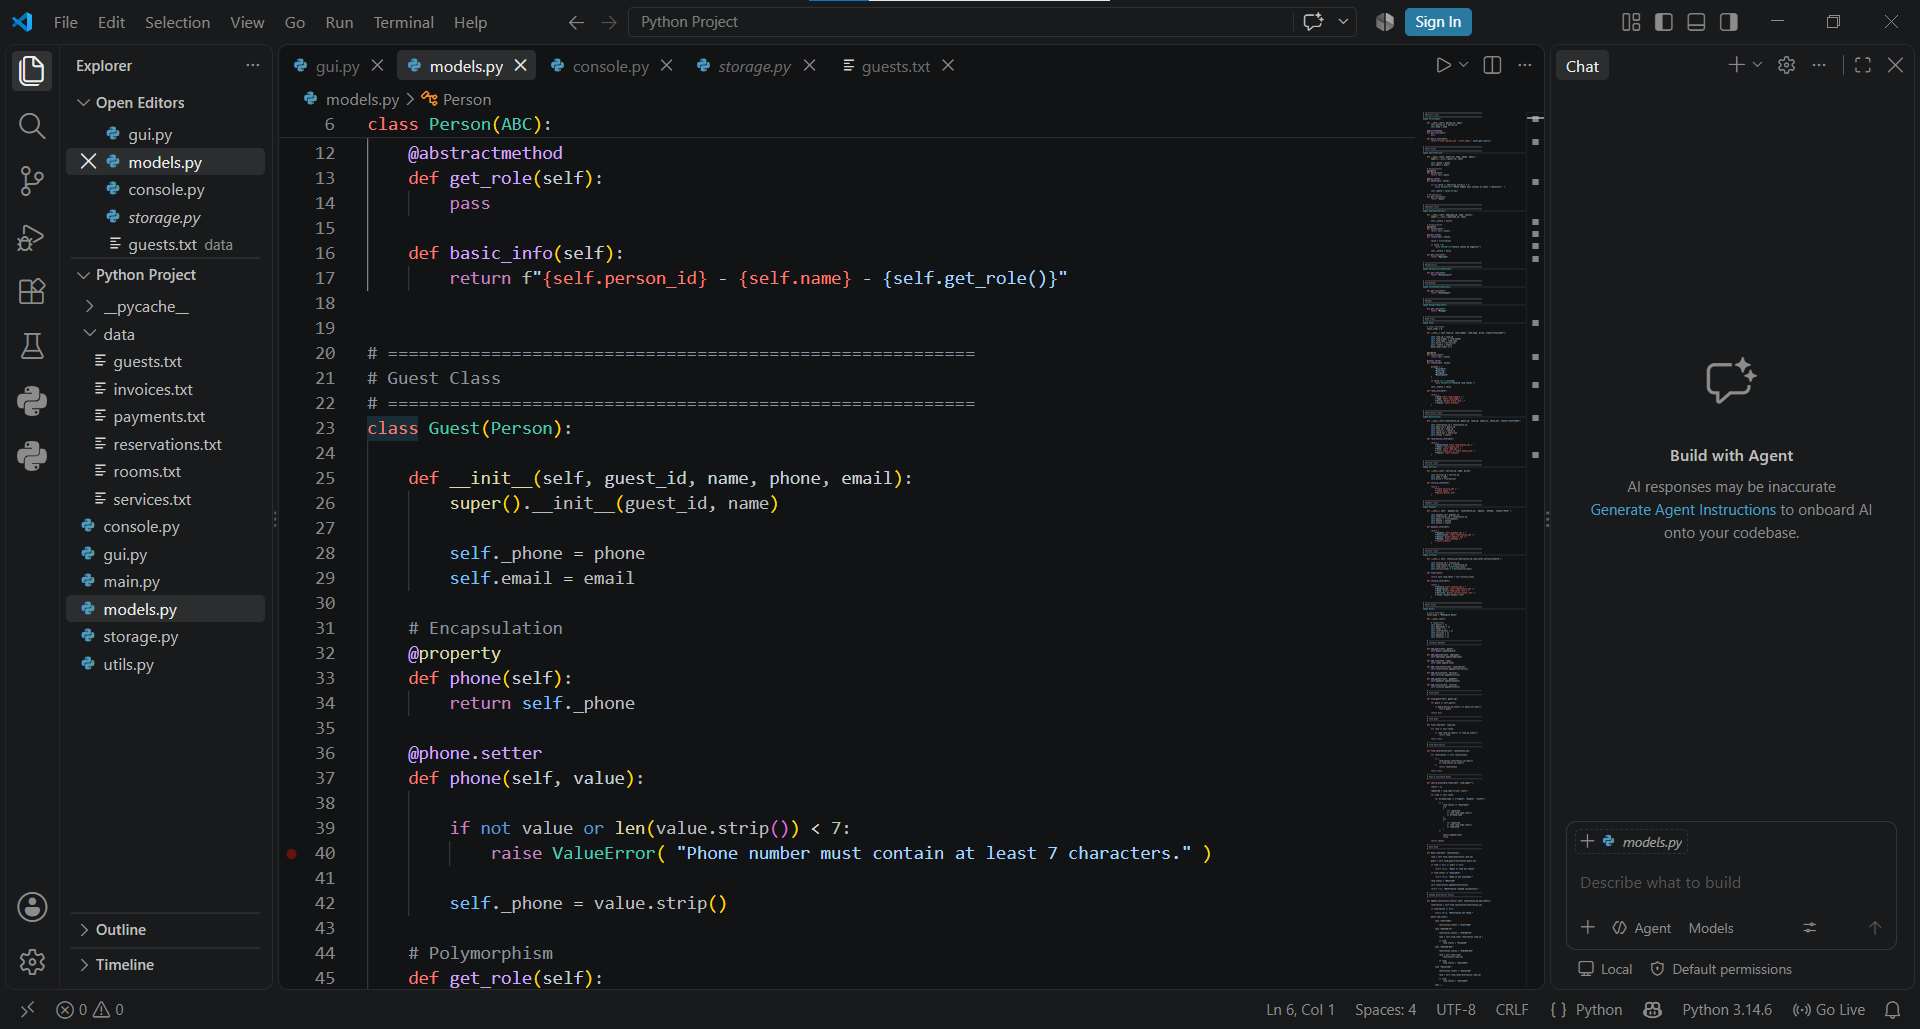 File Edit Selection View Go Run Terminal Help
Python Project
Sign In
Explorer
Open Editors
gui.py
models.py
console.py
storage.py
guests.txt data
Python Project
__pycache__
data
guests.txt
invoices.txt
payments.txt
reservations.txt
rooms.txt
services.txt
console.py
gui.py
main.py
models.py
storage.py
utils.py
Outline
Timeline
gui.py models.py console.py storage.py guests.txt
models.py > Person
6 class Person(ABC):
12 @abstractmethod
13 def get_role(self):
14 pass
15
16 def basic_info(self):
17 return f"{self.person_id} - {self.name} - {self.get_role()}"
18
19
20 # =========================================================
21 # Guest Class
22 # =========================================================
23 class Guest(Person):
24
25 def __init__(self, guest_id, name, phone, email):
26 super().__init__(guest_id, name)
27
28 self._phone = phone
29 self.email = email
30
31 # Encapsulation
32 @property
33 def phone(self):
34 return self._phone
35
36 @phone.setter
37 def phone(self, value):
38
39 if not value or len(value.strip()) < 7:
40 raise ValueError( "Phone number must contain at least 7 characters." )
41
42 self._phone = value.strip()
43
44 # Polymorphism
45 def get_role(self):
Chat
Build with Agent
AI responses may be inaccurate
Generate Agent Instructions to onboard AI
onto your codebase.
models.py
Describe what to build
Agent Models
Local Default permissions
0 0
Ln 6, Col 1 Spaces: 4 UTF-8 CRLF { } Python Python 3.14.6 Go Live